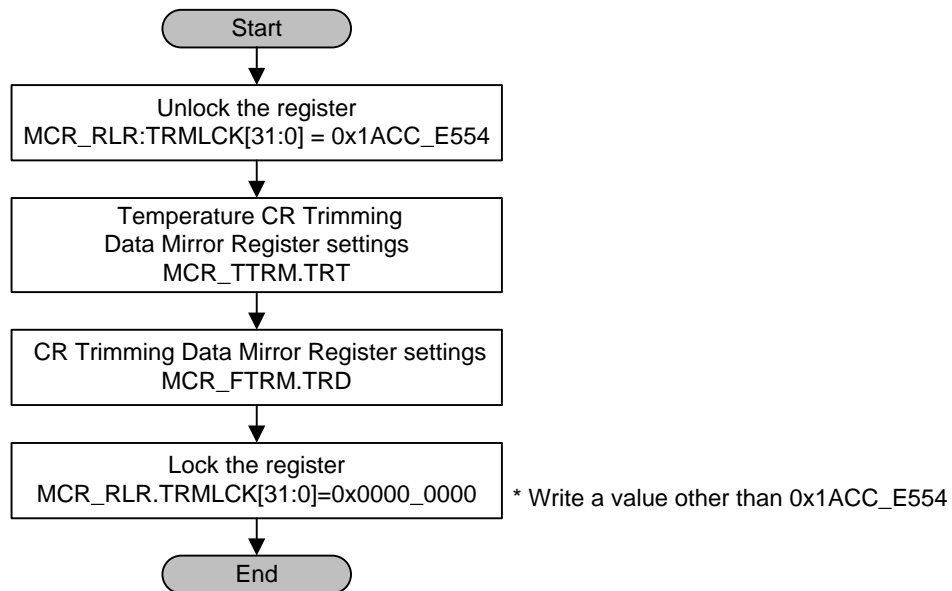 Start
Unlock the register
MCR_RLR:TRMLCK[31:0] = 0x1ACC_E554
Temperature CR Trimming
Data Mirror Register settings
MCR_TTRM.TRT
CR Trimming Data Mirror Register settings
MCR_FTRM.TRD
Lock the register
MCR_RLR.TRMLCK[31:0]=0x0000_0000
* Write a value other than 0x1ACC_E554
End